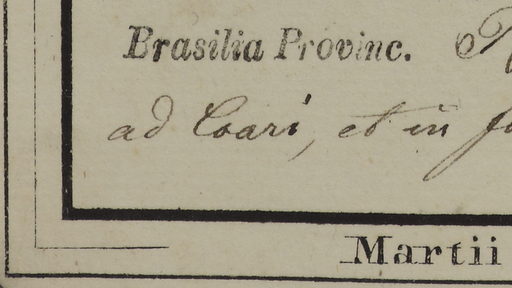 Brasilia Provinc.
ad Coari, et in
Martii